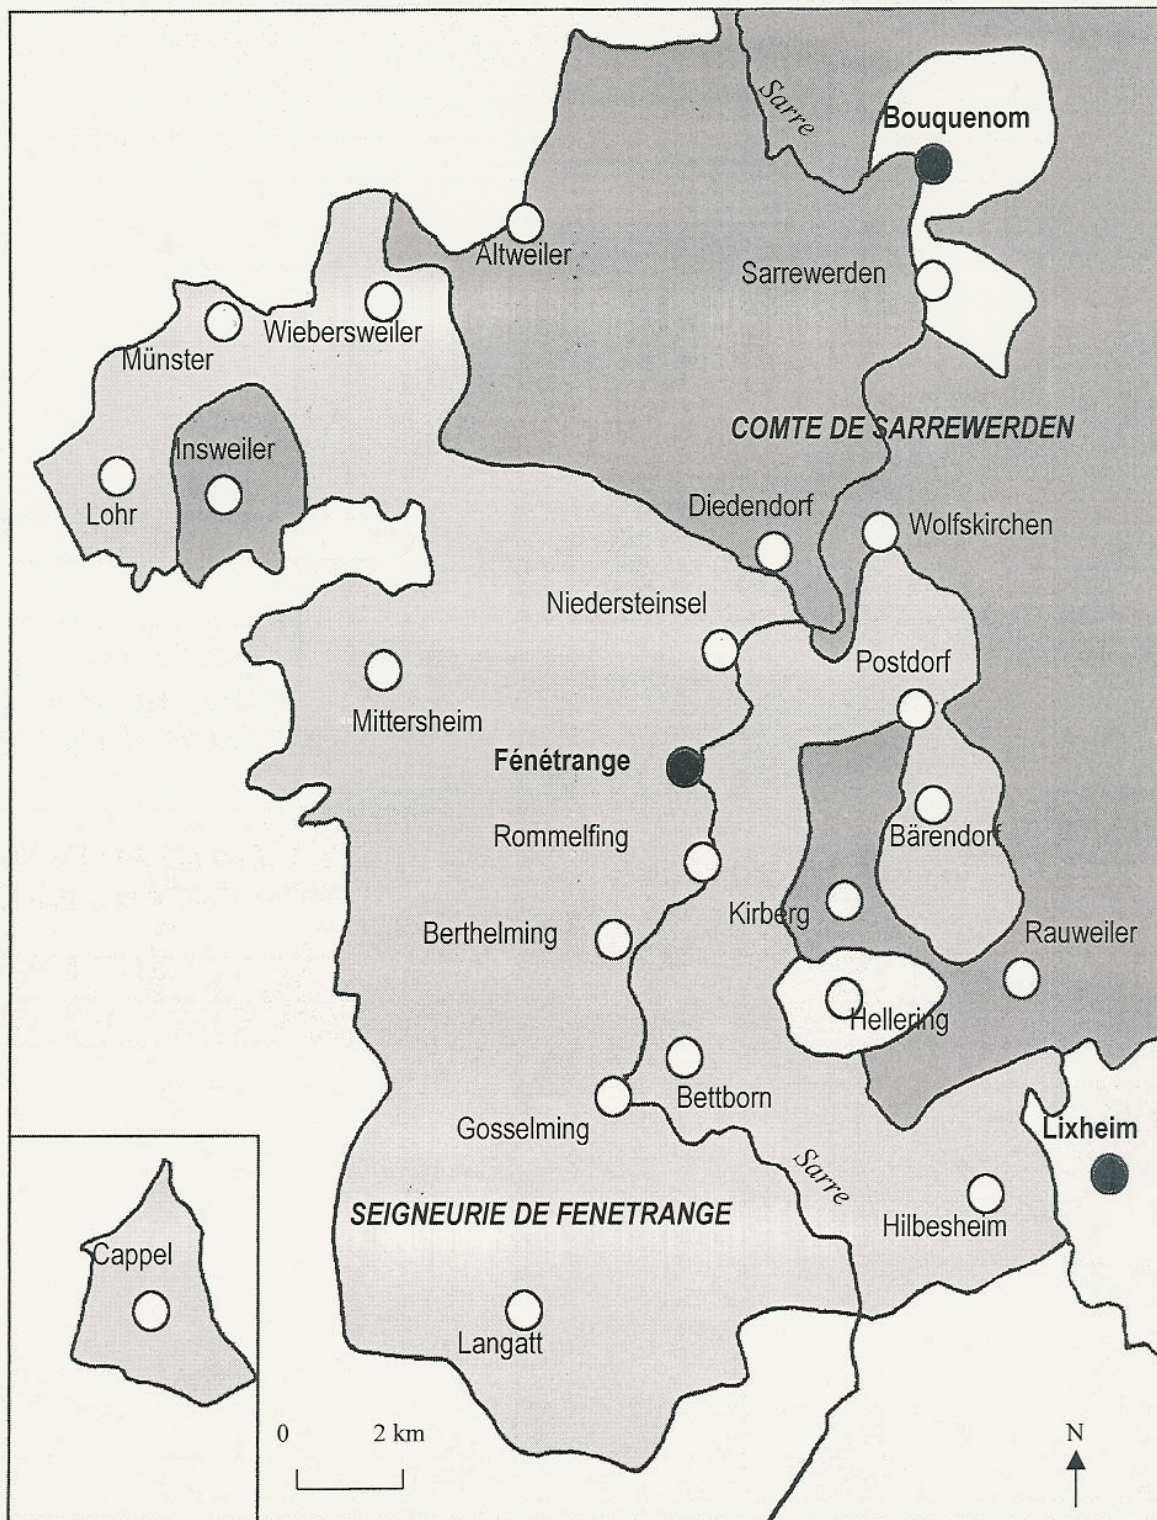 Sarre
Bouquenom
Altweiler
Sarrewerden
Wiebersweiler
Münster
COMTE DE SARREWERDEN
Insweiler
Lohr
Diedendorf
Wolfskirchen
Niedersteinsel
Postdorf
Mittersheim
Fénétrange
Rommelfing
Bärendorf
Kirberg
Berthelming
Rauweiler
Hellering
Bettborn
Gosselming
Lixheim
Sarre
SEIGNEURIE DE FENETRANGE
Hilbesheim
Cappel
Langatt
0 2 km
N